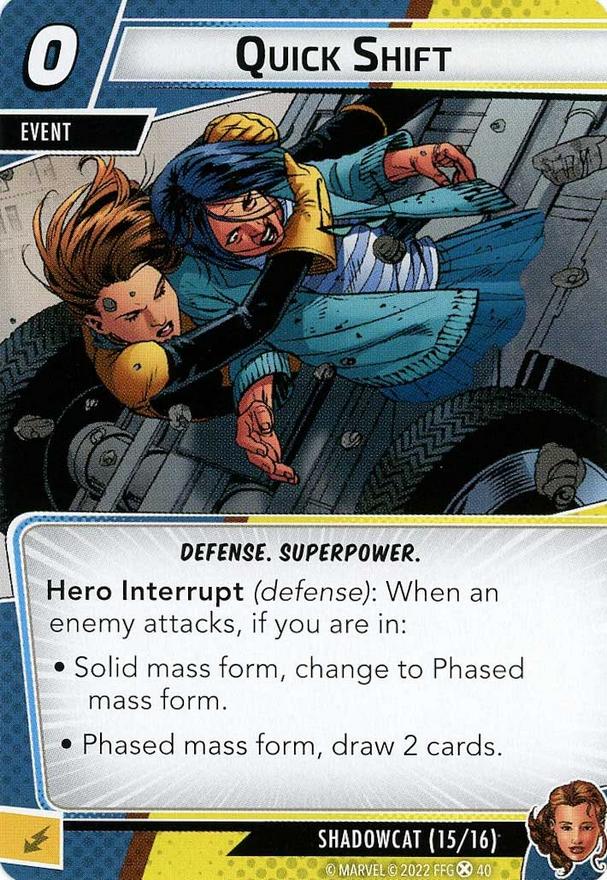 0
QUICK SHIFT
EVENT
DEFENSE. SUPERPOWER.
Hero Interrupt (defense): When an
enemy attacks, if you are in:
• Solid mass form, change to Phased
mass form.
• Phased mass form, draw 2 cards.
SHADOWCAT (15/16)
© MARVEL © 2022 FFG 40